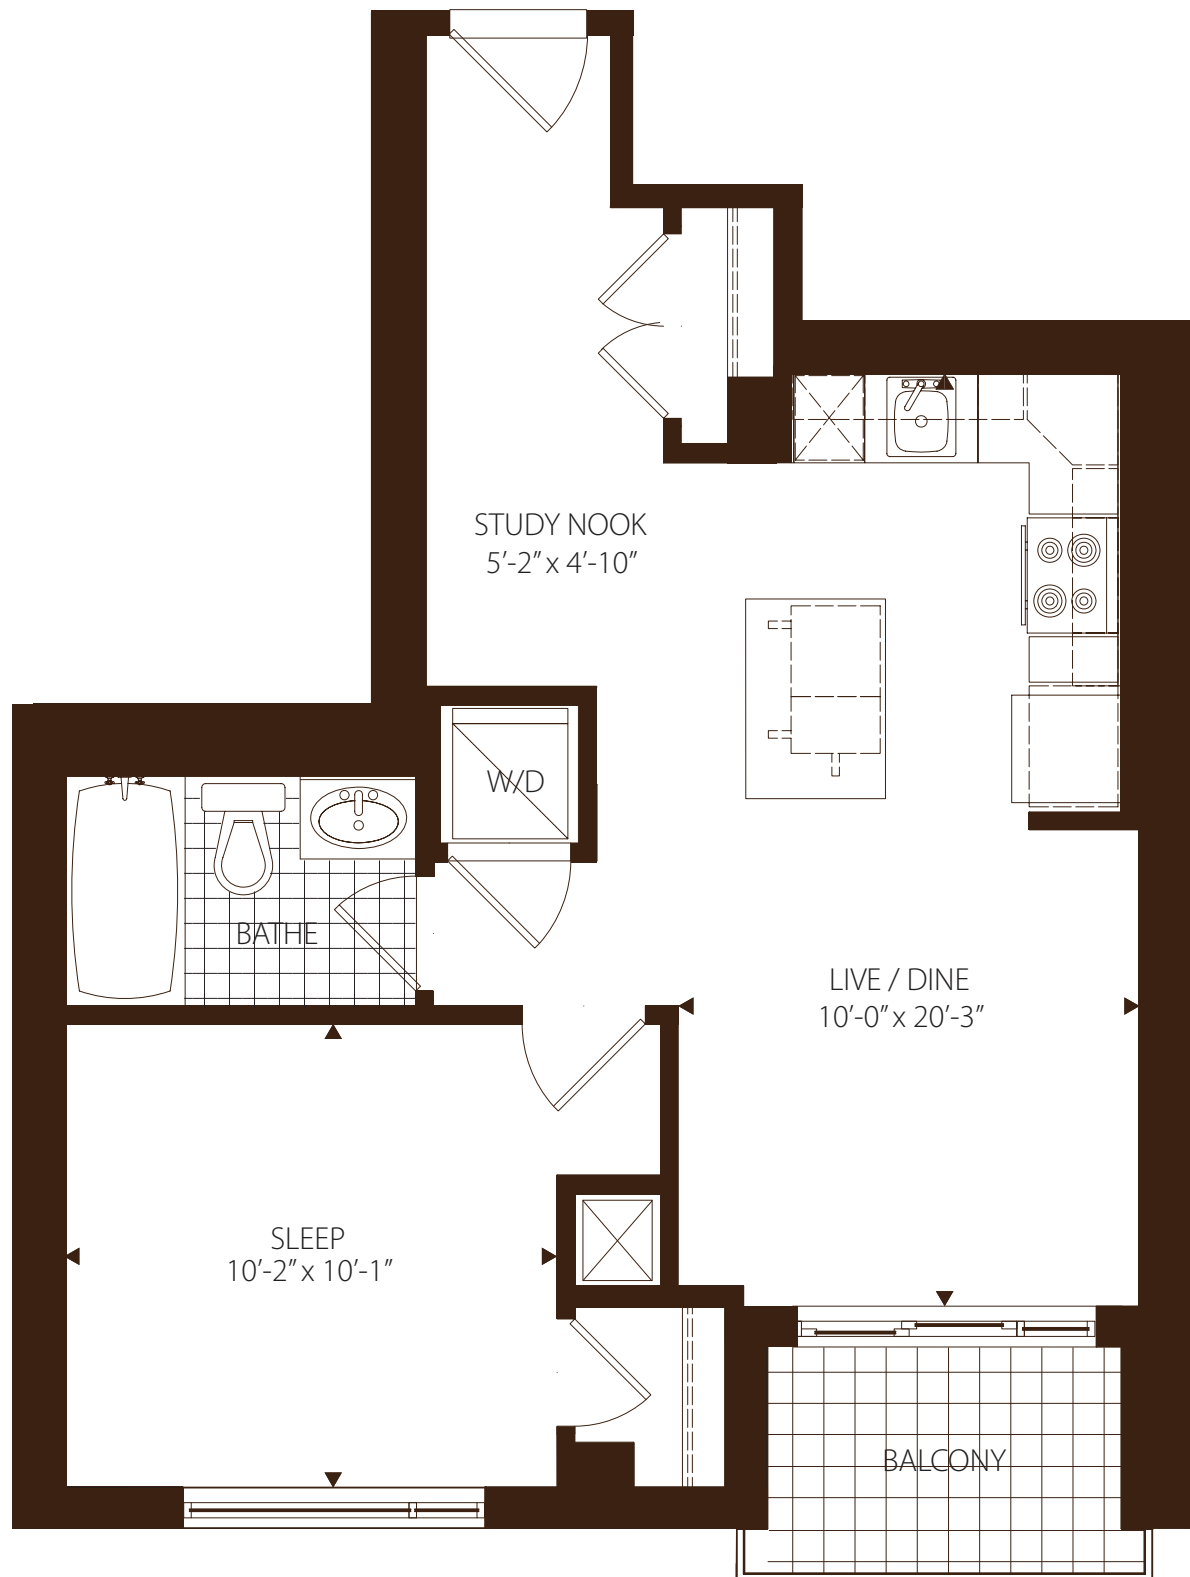 STUDY NOOK
5’-2” x 4’-10”
W/D
BATHE
LIVE / DINE
10’-0” x 20’-3”
SLEEP
10’-2” x 10’-1”
BALCONY